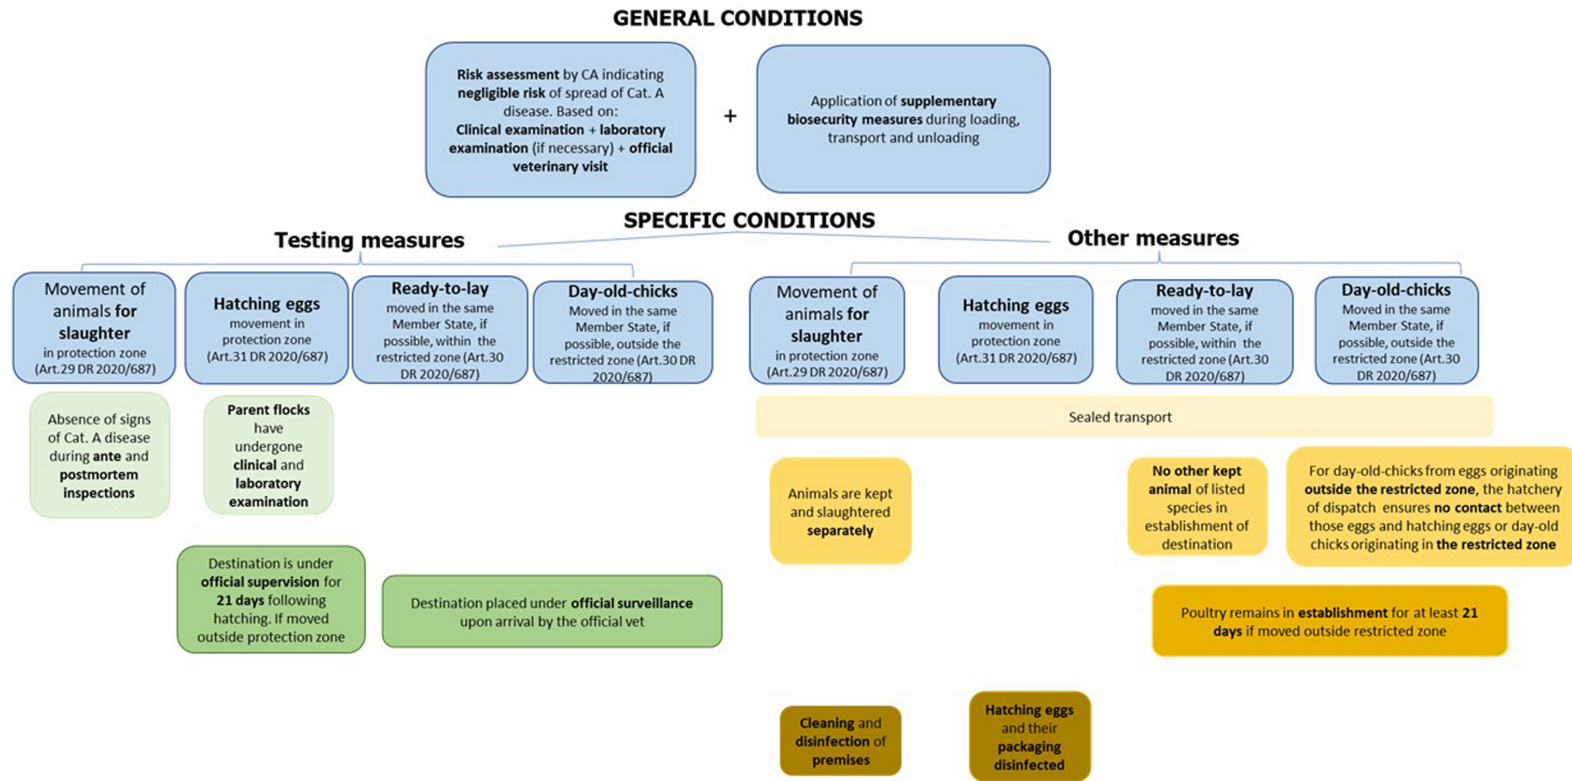 GENERAL CONDITIONS
Risk assessment by CA indicating
negligible risk of spread of Cat. A
disease. Based on:
Clinical examination + laboratory
examination (if necessary) + official
veterinary visit
+
Application of supplementary
biosecurity measures during loading,
transport and unloading
SPECIFIC CONDITIONS
Testing measures
Other measures
Movement of
animals for
slaughter
in protection zone
(Art.29 DR 2020/687)
Hatching eggs
movement in
protection zone
(Art.31 DR 2020/687)
Ready-to-lay
moved in the same
Member State, if
possible, within the
restricted zone (Art.30
DR 2020/687)
Day-old-chicks
Moved in the same
Member State, if
possible, outside the
restricted zone (Art.30 DR
2020/687)
Movement of
animals for
slaughter
in protection zone
(Art.29 DR 2020/687)
Hatching eggs
movement in
protection zone
(Art.31 DR 2020/687)
Ready-to-lay
moved in the same
Member State, if
possible, within the
restricted zone (Art.30
DR 2020/687)
Day-old-chicks
Moved in the same
Member State, if
possible, outside the
restricted zone (Art.30
DR 2020/687)
Absence of signs
of Cat. A disease
during ante and
postmortem
inspections
Parent flocks
have
undergone
clinical and
laboratory
examination
Sealed transport
Animals are kept
and slaughtered
separately
No other kept
animal of listed
species in
establishment of
destination
For day-old-chicks from eggs originating
outside the restricted zone, the hatchery
of dispatch ensures no contact between
those eggs and hatching eggs or day-old
chicks originating in the restricted zone
Destination is under
official supervision for
21 days following
hatching. If moved
outside protection zone
Destination placed under official surveillance
upon arrival by the official vet
Poultry remains in establishment for at least 21
days if moved outside restricted zone
Cleaning and
disinfection of
premises
Hatching eggs
and their
packaging
disinfected